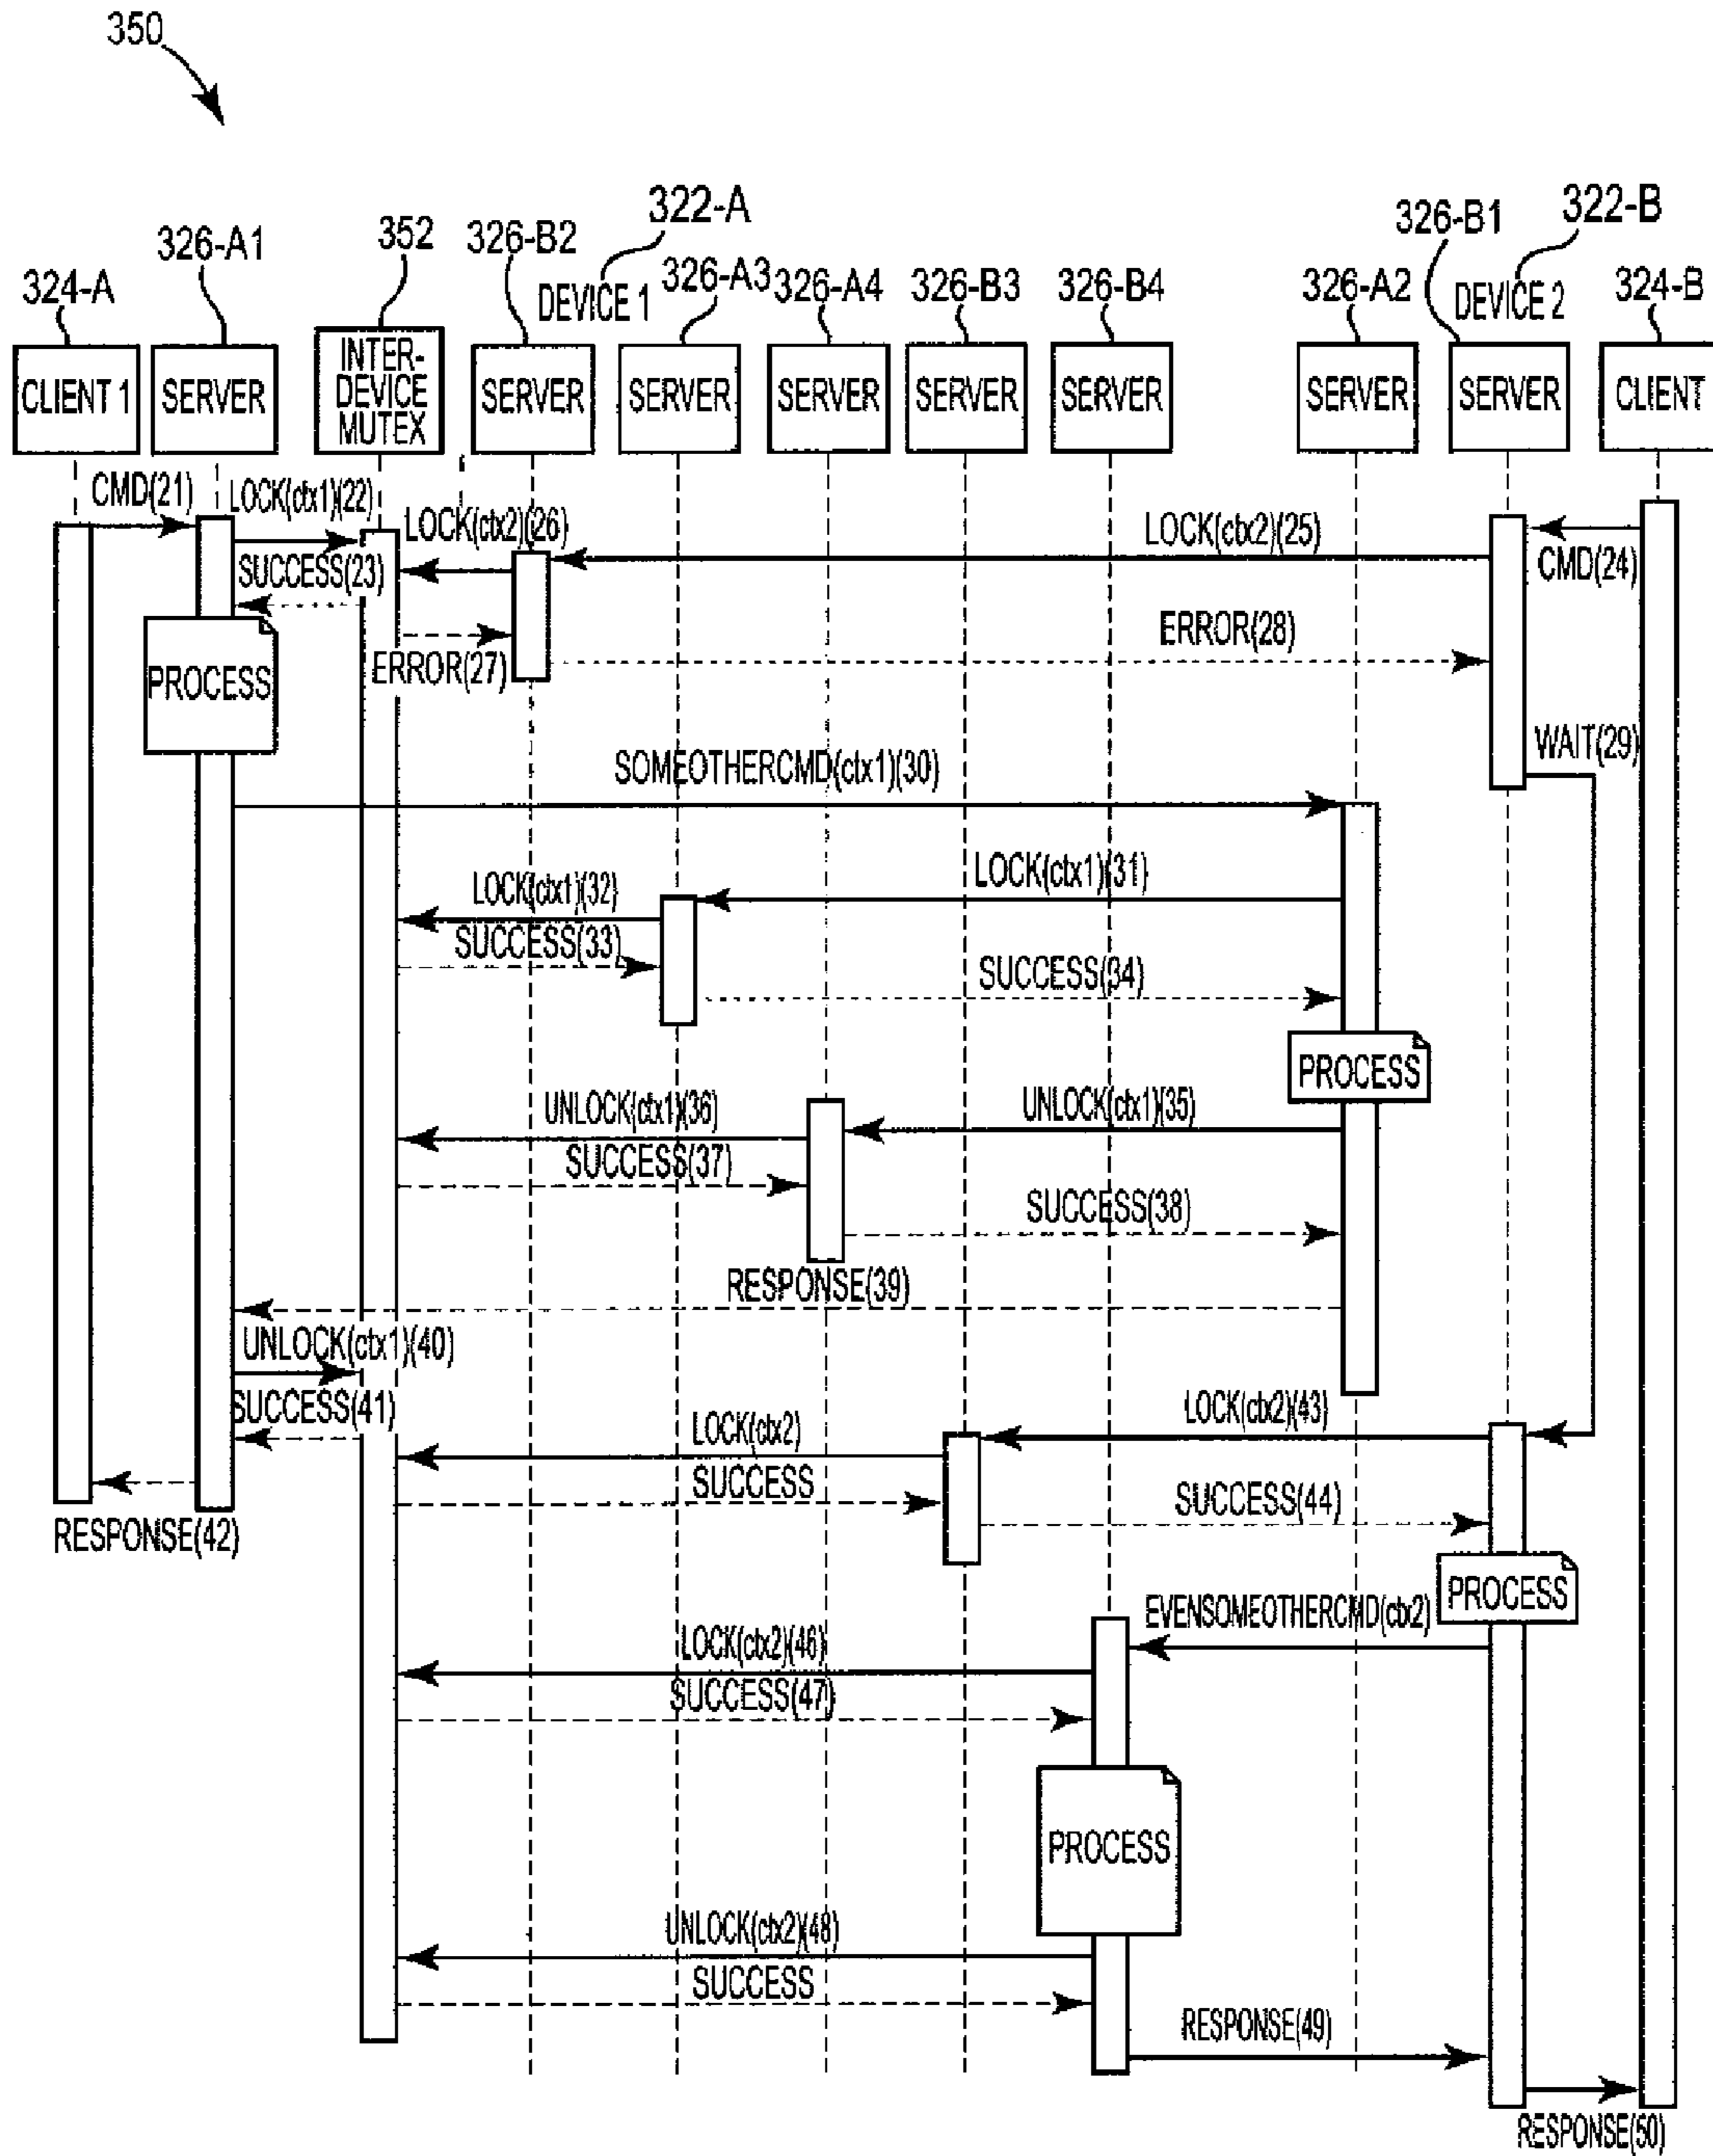 350
322-A
322-B
324-A
326-A1
352
326-B2
DEVICE 1
326-A3
326-A4
326-B3
326-B4
326-A2
326-B1
DEVICE 2
324-B
CLIENT 1
SERVER
INTER-
DEVICE
MUTEX
SERVER
SERVER
SERVER
SERVER
SERVER
SERVER
SERVER
CLIENT
CMD(21)
LOCK(ctx1)(22)
LOCK(ctx2)(26)
LOCK(ctx2)(25)
CMD(24)
SUCCESS(23)
ERROR(27)
ERROR(28)
PROCESS
WAIT(29)
SOMEOTHERCMD(ctx1)(30)
LOCK(ctx1)(31)
LOCK(ctx1)(32)
SUCCESS(33)
SUCCESS(34)
PROCESS
UNLOCK(ctx1)(35)
UNLOCK(ctx1)(36)
SUCCESS(37)
SUCCESS(38)
RESPONSE(39)
UNLOCK(ctx1)(40)
SUCCESS(41)
LOCK(ctx2)(43)
LOCK(ctx2)
SUCCESS
SUCCESS(44)
RESPONSE(42)
PROCESS
EVENSOMEOTHERCMD(ctx2)
LOCK(ctx2)(46)
SUCCESS(47)
PROCESS
UNLOCK(ctx2)(48)
SUCCESS
RESPONSE(49)
RESPONSE(50)